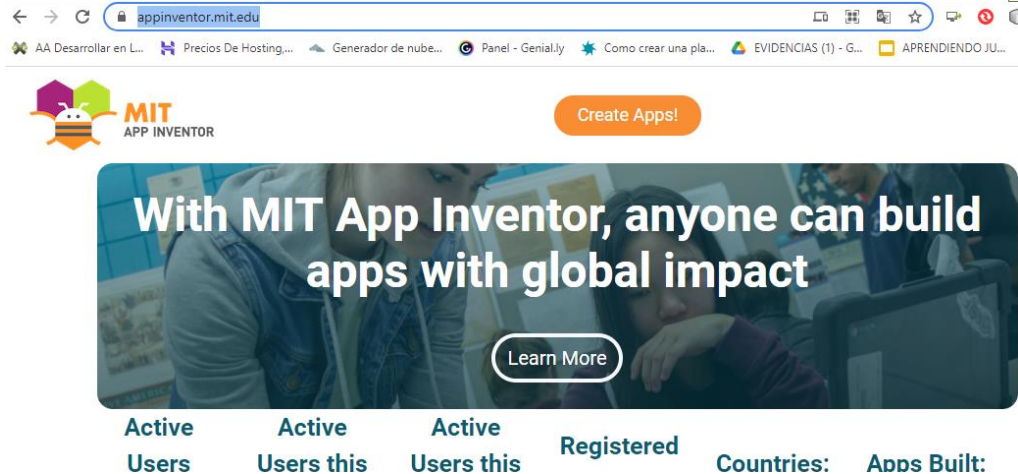 appinventor.mit.edu
AA Desarrollar en L... Precios De Hosting,... Generador de nube... Panel - Genial.ly Como crear una pla... EVIDENCIAS (1) - G... APRENDIENDO JU...
MIT
APP INVENTOR
Create Apps!
With MIT App Inventor, anyone can build
apps with global impact
Learn More
Active Users
Active Users this
Active Users this
Registered
Countries:
Apps Built: